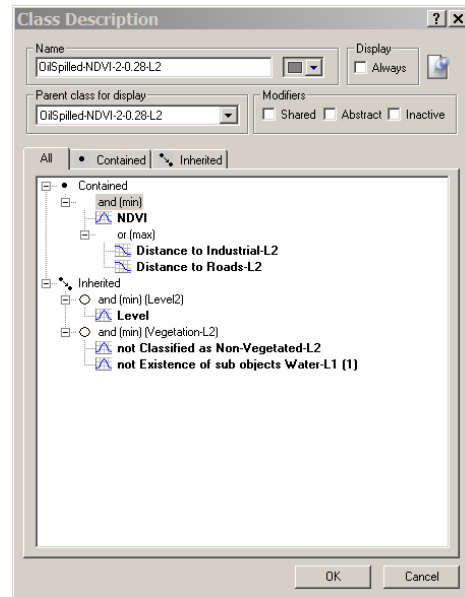 Class Description
? X
Name
OilSpilled-NDVI-2-0.28-L2
Display
Always
Parent class for display
OilSpilled-NDVI-2-0.28-L2
Modifiers
Shared Abstract Inactive
All Contained Inherited
Contained
and (min)
NDVI
or (max)
Distance to Industrial-L2
Distance to Roads-L2
Inherited
and (min) (Level2)
Level
and (min) (Vegetation-L2)
not Classified as Non-Vegetated-L2
not Existence of sub objects Water-L1 (1)
OK Cancel